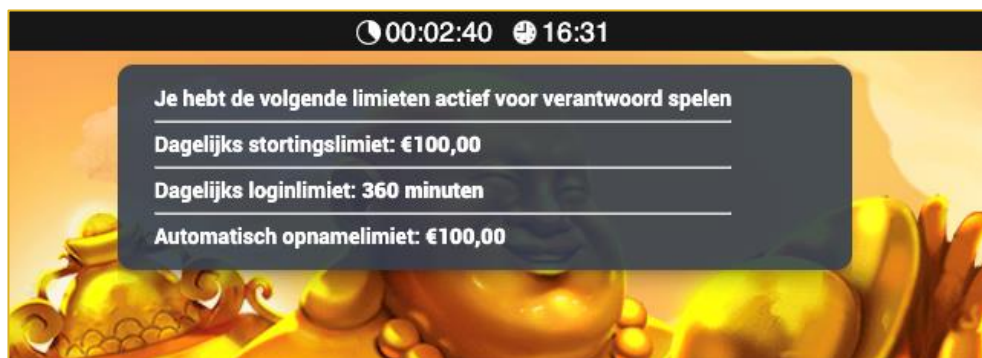 00:02:40 16:31
Je hebt de volgende limieten actief voor verantwoord spelen
Dagelijks stortingslimiet: €100,00
Dagelijks loginlimiet: 360 minuten
Automatisch opnamelimiet: €100,00